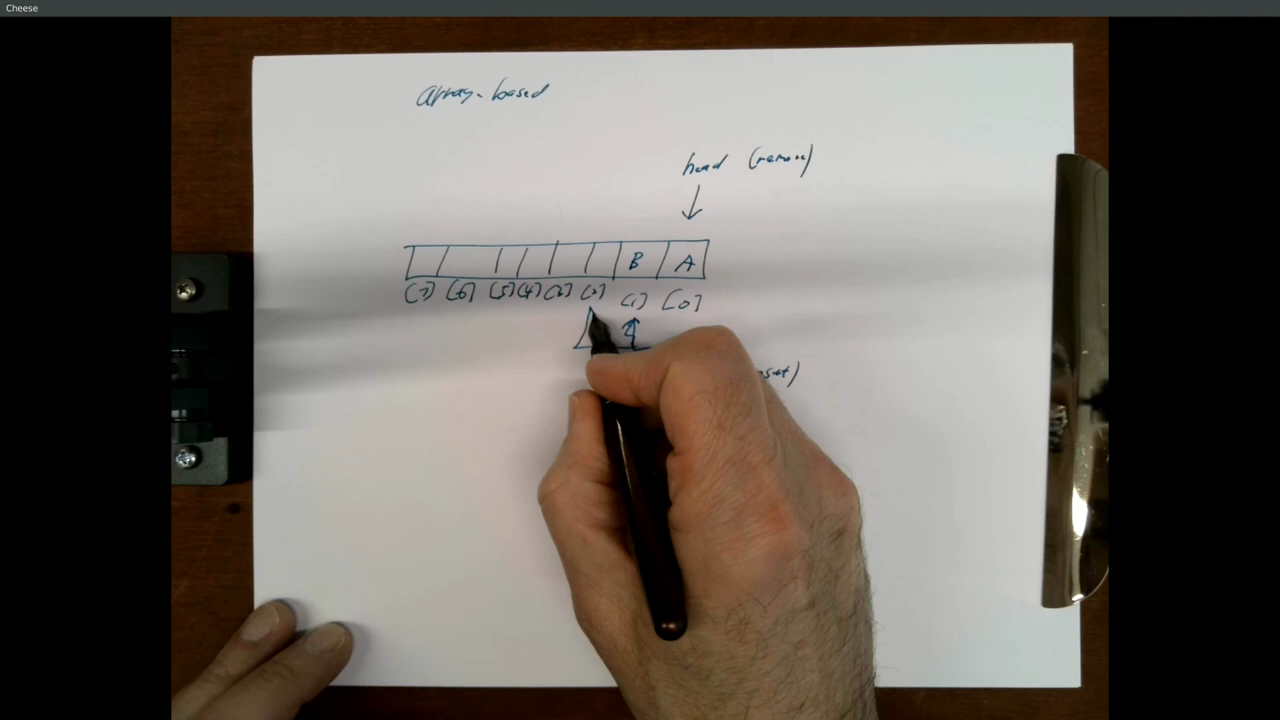 Cheese
array-based
head (remove)
B A
[7] [6] [5] [4] [3] [2] [1] [0]